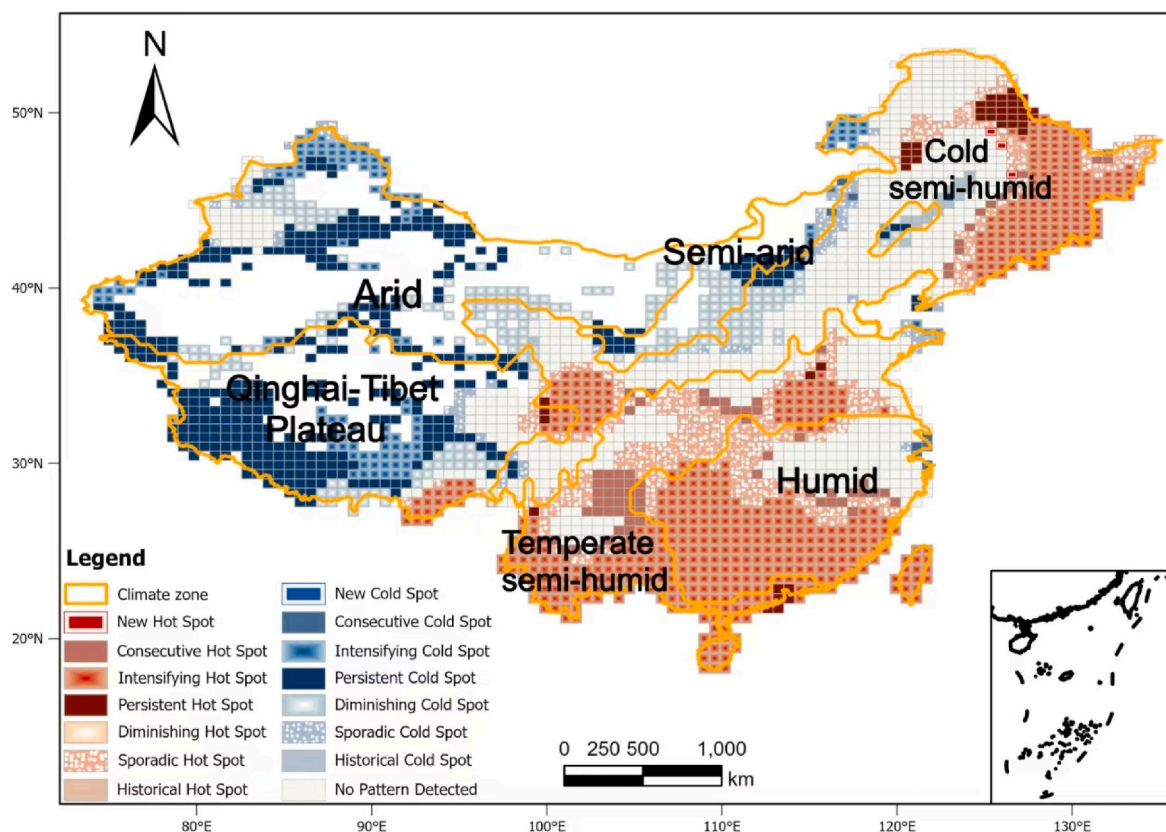 N
50°N
40°N
30°N
20°N
Cold
semi-humid
Semi-arid
Arid
Qinghai-Tibet
Plateau
Humid
Temperate
semi-humid
Legend
Climate zone
New Hot Spot
Consecutive Hot Spot
Intensifying Hot Spot
Persistent Hot Spot
Diminishing Hot Spot
Sporadic Hot Spot
Historical Hot Spot
New Cold Spot
Consecutive Cold Spot
Intensifying Cold Spot
Persistent Cold Spot
Diminishing Cold Spot
Sporadic Cold Spot
Historical Cold Spot
No Pattern Detected
0 250 500 1,000
km
80°E 90°E 100°E 110°E 120°E 130°E